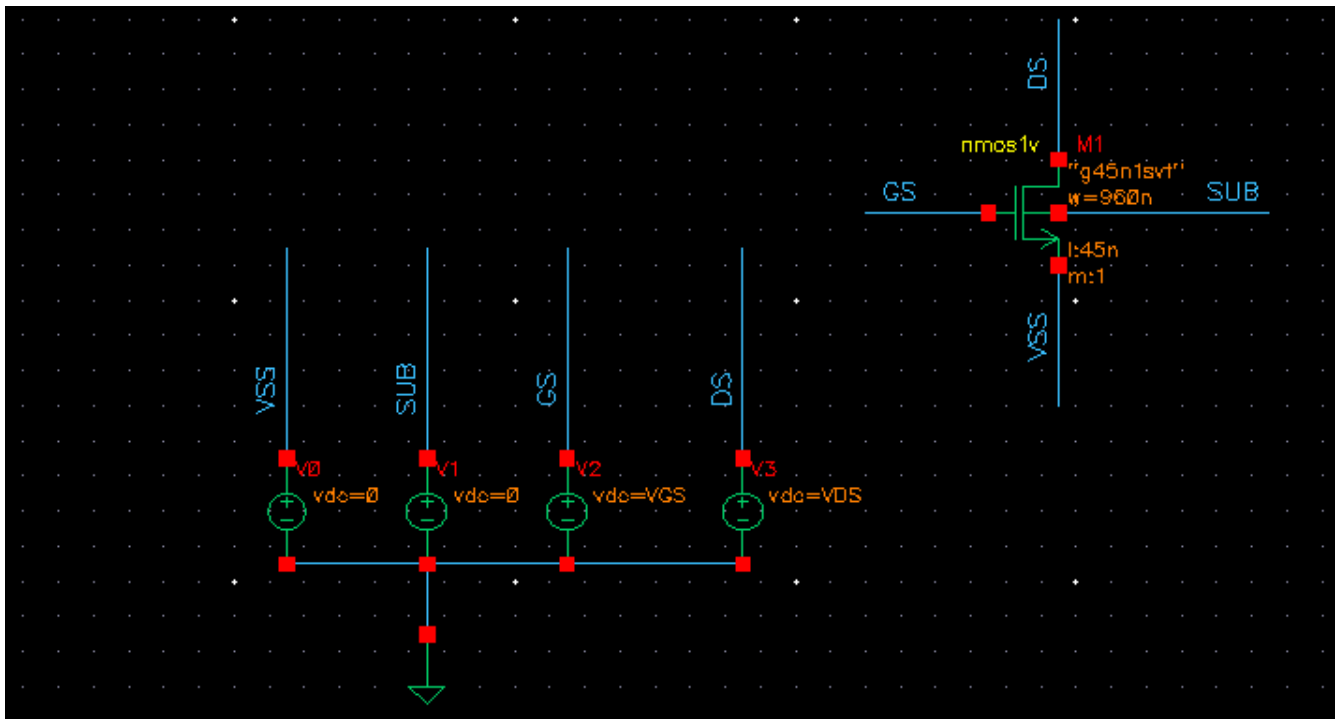 DS
nmos1v M1
"g45n1svt"
GS w=960n SUB
l:45n
m:1
VSS
VSS SUB GS DS
V0 V1 V2 V3
vdc=0 vdc=0 vdc=VGS vdc=VDS